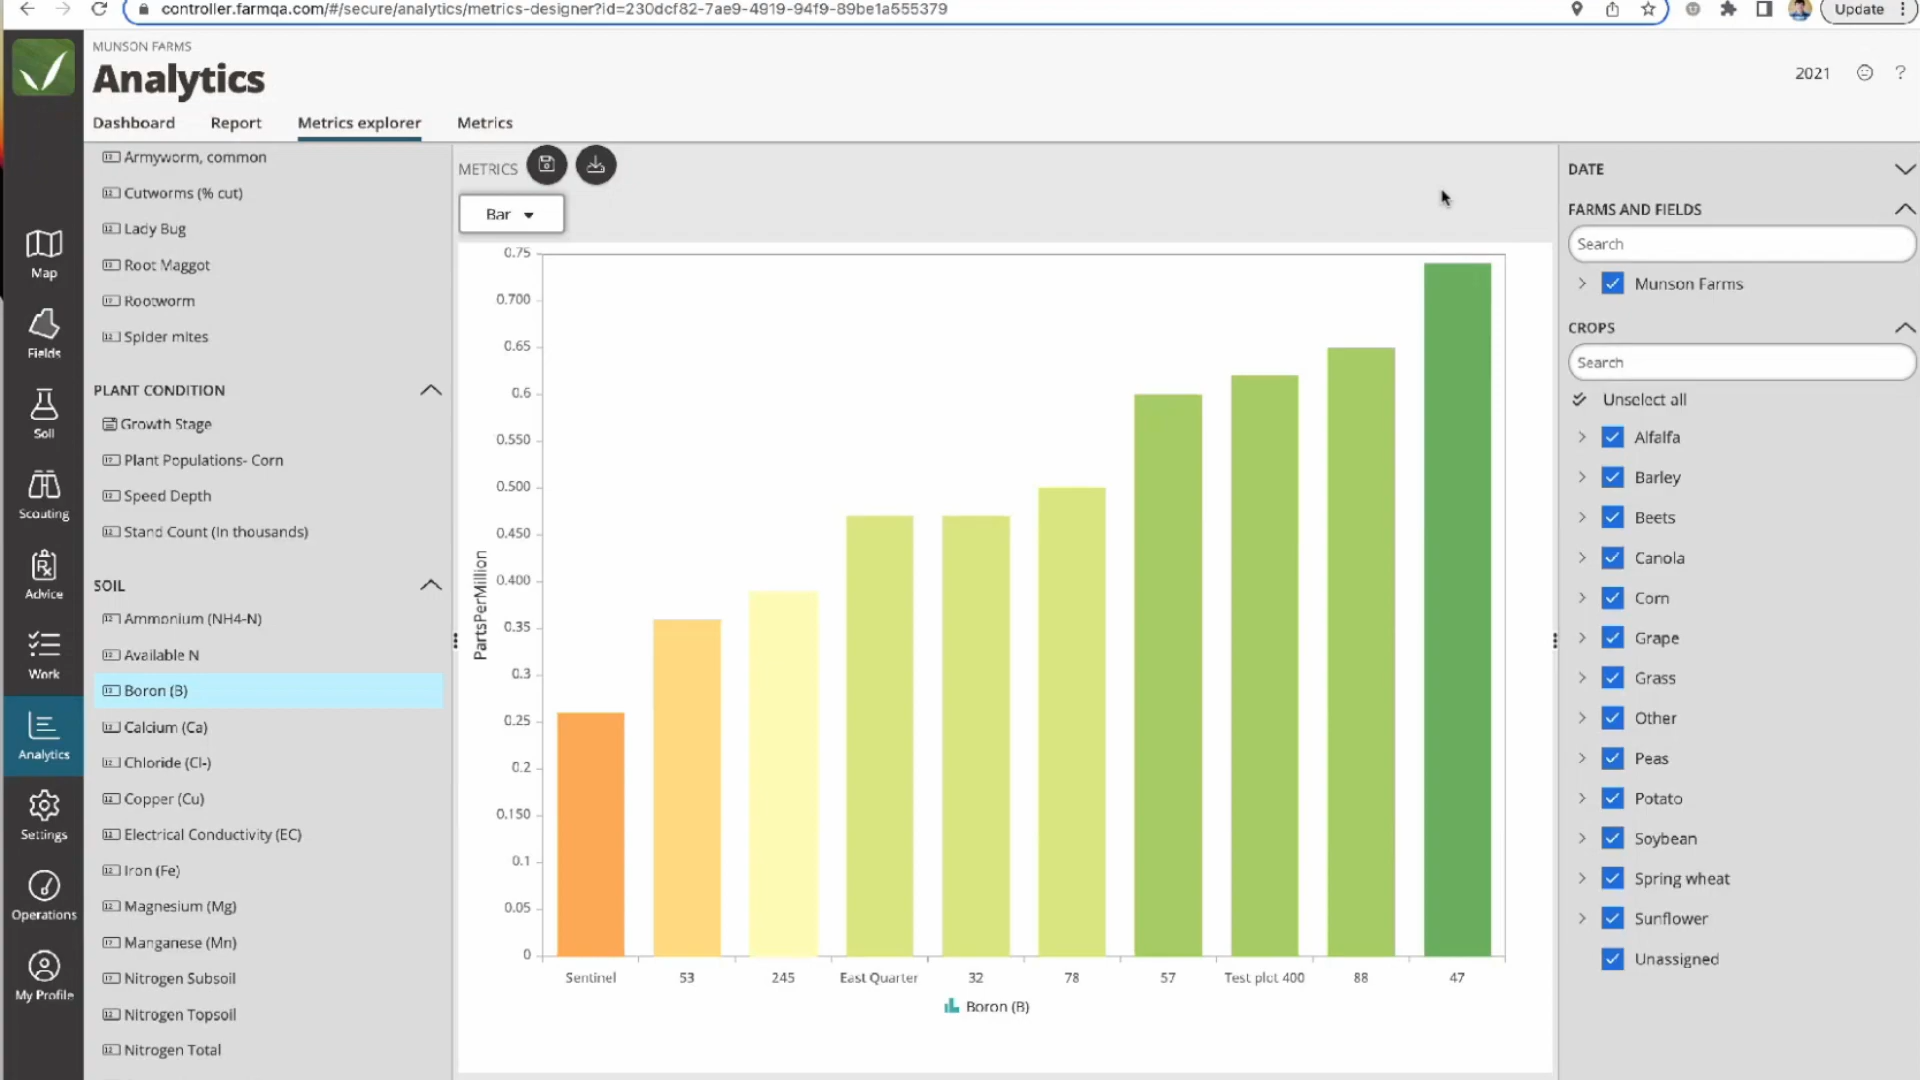 controller.farmqa.com/#/secure/analytics/metrics-designer?id=230dcf82-7ae9-4919-94f9-89be1a555379
Update
MUNSON FARMS
Analytics
2021
?
Dashboard
Report
Metrics explorer
Metrics
Map
Fields
Soil
Scouting
Advice
Work
Analytics
Settings
Operations
My Profile
Armyworm, common
Cutworms (% cut)
Lady Bug
Root Maggot
Rootworm
Spider mites
PLANT CONDITION
Growth Stage
Plant Populations- Corn
Speed Depth
Stand Count (In thousands)
SOIL
Ammonium (NH4-N)
Available N
Boron (B)
Calcium (Ca)
Chloride (Cl-)
Copper (Cu)
Electrical Conductivity (EC)
Iron (Fe)
Magnesium (Mg)
Manganese (Mn)
Nitrogen Subsoil
Nitrogen Topsoil
Nitrogen Total
METRICS
Bar
0.75
0.700
0.65
0.6
0.550
0.500
0.450
0.400
0.35
0.3
0.25
0.2
0.150
0.1
0.05
0
PartsPerMillion
Sentinel
53
245
East Quarter
32
78
57
Test plot 400
88
47
Boron (B)
DATE
FARMS AND FIELDS
Search
Munson Farms
CROPS
Search
Unselect all
Alfalfa
Barley
Beets
Canola
Corn
Grape
Grass
Other
Peas
Potato
Soybean
Spring wheat
Sunflower
Unassigned